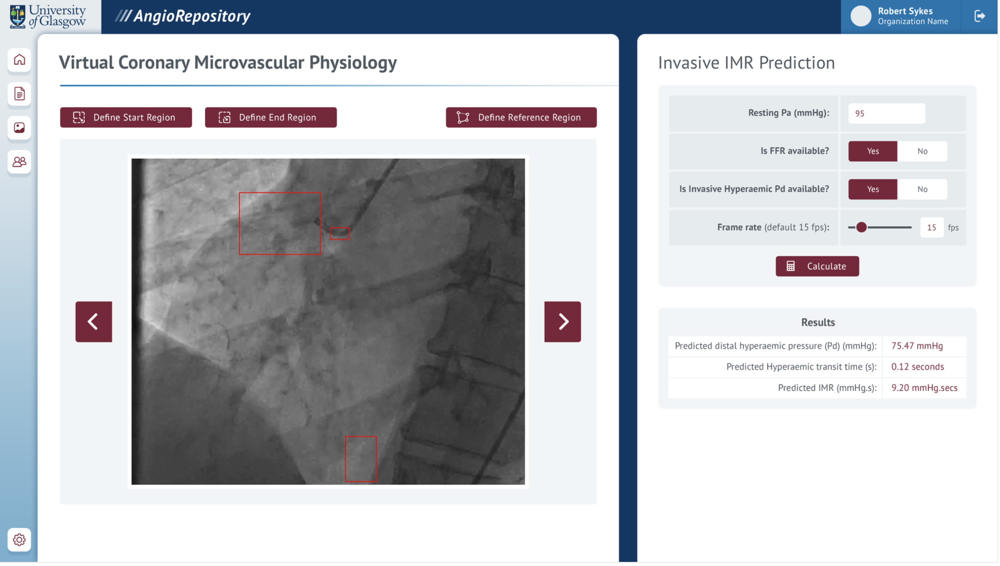 University
of Glasgow
AngioRepository
Robert Sykes
Organization Name
Virtual Coronary Microvascular Physiology
Define Start Region
Define End Region
Define Reference Region
Invasive IMR Prediction
Resting Pa (mmHg): 95
Is FFR available? Yes No
Is Invasive Hyperaemic Pd available? Yes No
Frame rate (default 15 fps): 15 fps
Calculate
Results
Predicted distal hyperaemic pressure (Pd) (mmHg): 75.47 mmHg
Predicted Hyperaemic transit time (s): 0.12 seconds
Predicted IMR (mmHg.s): 9.20 mmHg.secs